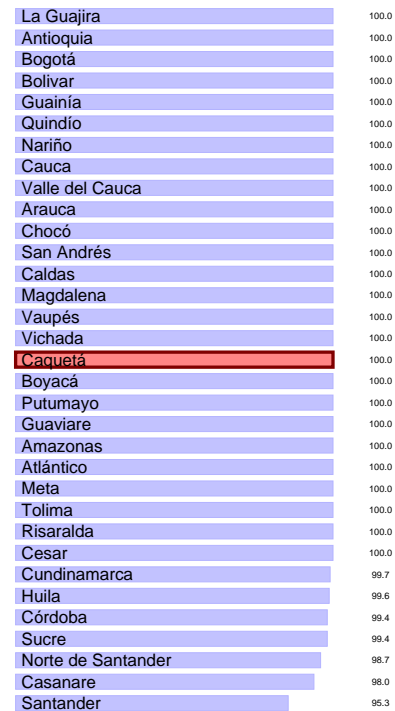 La Guajira 100.0
Antioquia 100.0
Bogotá 100.0
Bolivar 100.0
Guainía 100.0
Quindío 100.0
Nariño 100.0
Cauca 100.0
Valle del Cauca 100.0
Arauca 100.0
Chocó 100.0
San Andrés 100.0
Caldas 100.0
Magdalena 100.0
Vaupés 100.0
Vichada 100.0
Caquetá 100.0
Boyacá 100.0
Putumayo 100.0
Guaviare 100.0
Amazonas 100.0
Atlántico 100.0
Meta 100.0
Tolima 100.0
Risaralda 100.0
Cesar 100.0
Cundinamarca 99.7
Huila 99.6
Córdoba 99.4
Sucre 99.4
Norte de Santander 98.7
Casanare 98.0
Santander 95.3